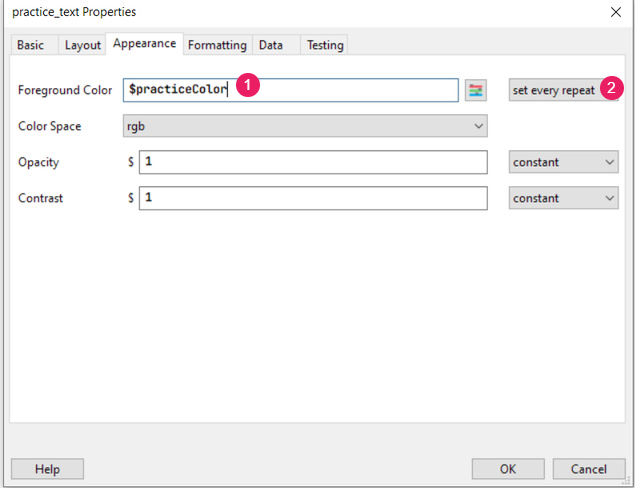 practice_text Properties
Basic Layout Appearance Formatting Data Testing
Foreground Color $practiceColor 1 set every repeat 2
Color Space rgb
Opacity $ 1 constant
Contrast $ 1 constant
Help OK Cancel